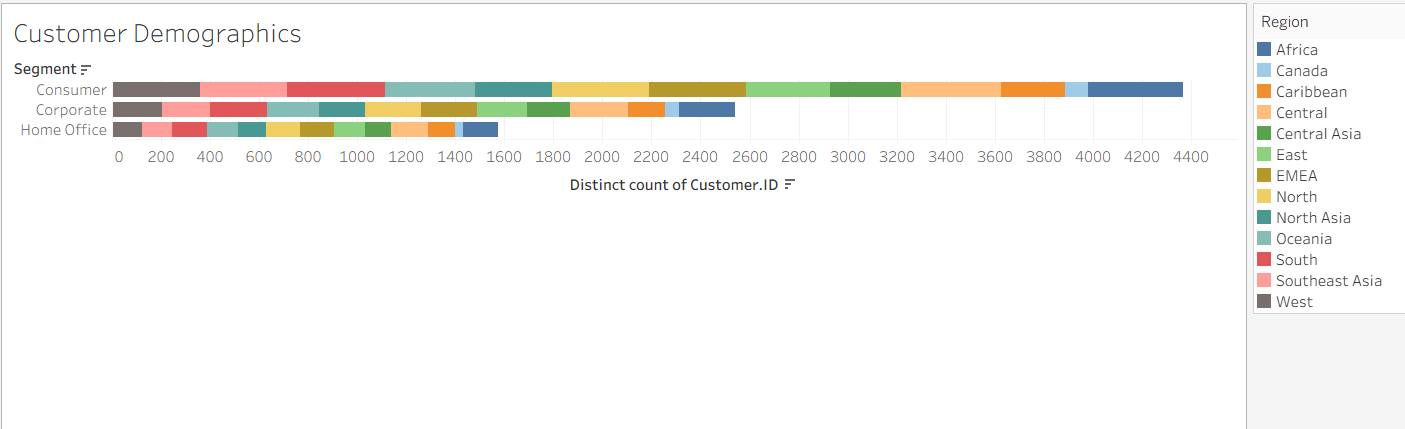 Customer Demographics
Segment
Consumer
Corporate
Home Office
0 200 400 600 800 1000 1200 1400 1600 1800 2000 2200 2400 2600 2800 3000 3200 3400 3600 3800 4000 4200 4400
Distinct count of Customer.ID
Region
Africa
Canada
Caribbean
Central
Central Asia
East
EMEA
North
North Asia
Oceania
South
Southeast Asia
West